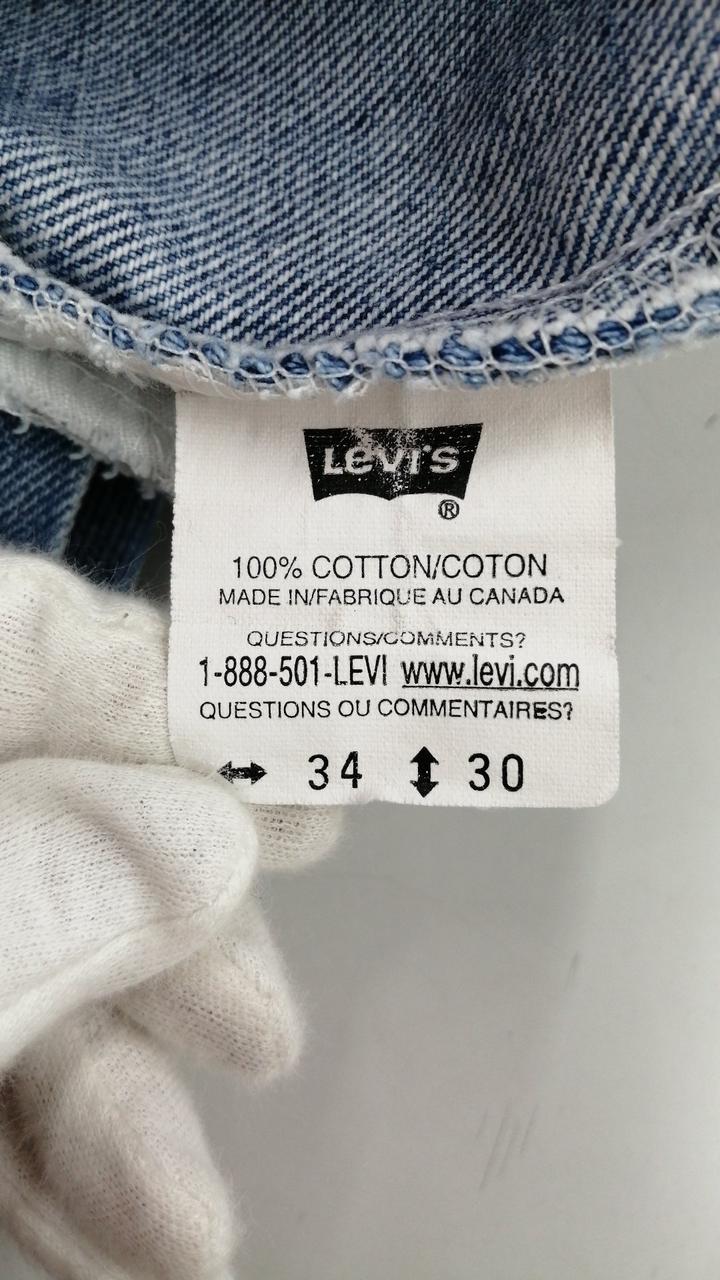 LEVI'S
®
100% COTTON/COTON
MADE IN/FABRIQUE AU CANADA
QUESTIONS/COMMENTS?
1-888-501-LEVI www.levi.com
QUESTIONS OU COMMENTAIRES?
↔ 34 ↕ 30